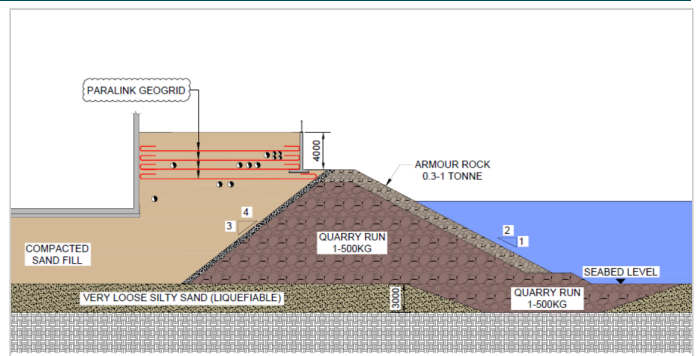 PARALINK GEOGRID
4000
ARMOUR ROCK
0.3-1 TONNE
4
3
2
1
QUARRY RUN
1-500KG
COMPACTED
SAND FILL
SEABED LEVEL
VERY LOOSE SILTY SAND (LIQUEFIABLE)
3000
QUARRY RUN
1-500KG